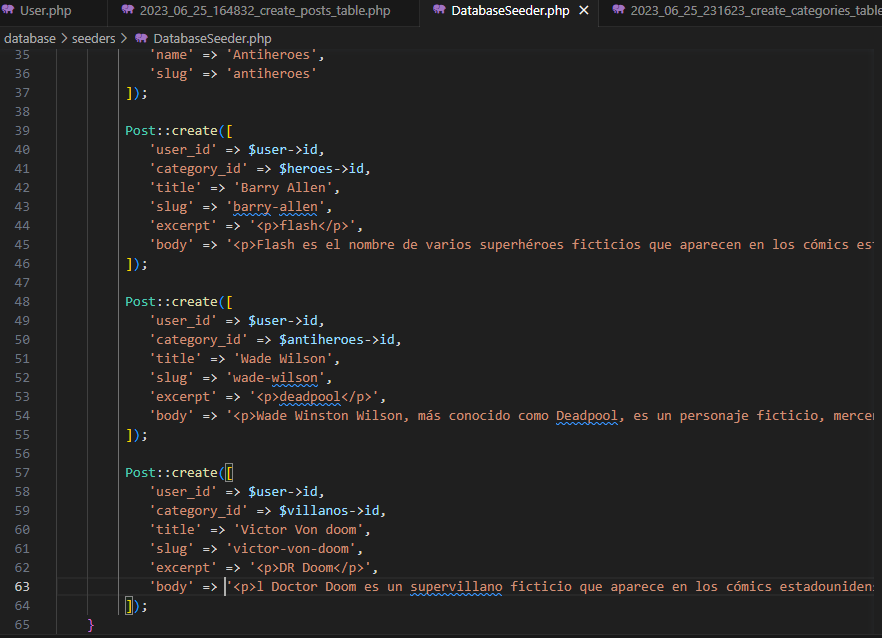 User.php 2023_06_25_164832_create_posts_table.php DatabaseSeeder.php × 2023_06_25_231623_create_categories_table
database > seeders > DatabaseSeeder.php
35 'name' => 'Antiheroes',
36 'slug' => 'antiheroes'
37 ]);
38
39 Post::create([
40 'user_id' => $user->id,
41 'category_id' => $heroes->id,
42 'title' => 'Barry Allen',
43 'slug' => 'barry-allen',
44 'excerpt' => '<p>flash</p>',
45 'body' => '<p>Flash es el nombre de varios superhéroes ficticios que aparecen en los cómics est
46 ]);
47
48 Post::create([
49 'user_id' => $user->id,
50 'category_id' => $antiheroes->id,
51 'title' => 'Wade Wilson',
52 'slug' => 'wade-wilson',
53 'excerpt' => '<p>deadpool</p>',
54 'body' => '<p>Wade Winston Wilson, más conocido como Deadpool, es un personaje ficticio, mercen
55 ]);
56
57 Post::create([
58 'user_id' => $user->id,
59 'category_id' => $villanos->id,
60 'title' => 'Victor Von doom',
61 'slug' => 'victor-von-doom',
62 'excerpt' => '<p>DR Doom</p>',
63 'body' => '<p>l Doctor Doom es un supervillano ficticio que aparece en los cómics estadounidens
64 ]);
65 }